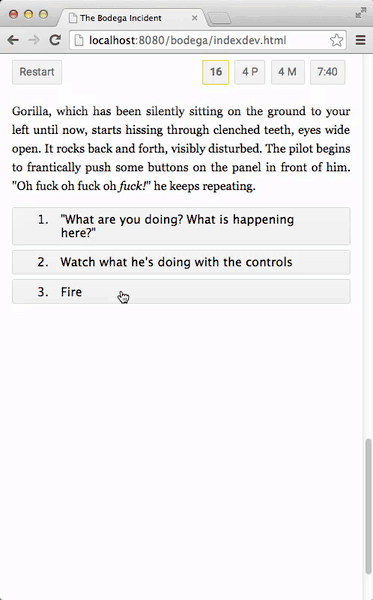 The Bodega Incident
localhost:8080/bodega/indexdev.html
Restart
16
4 P
4 M
7:40
Gorilla, which has been silently sitting on the ground to your
left until now, starts hissing through clenched teeth, eyes wide
open. It rocks back and forth, visibly disturbed. The pilot begins
to frantically push some buttons on the panel in front of him.
"Oh fuck oh fuck oh fuck!" he keeps repeating.
1. "What are you doing? What is happening
here?"
2. Watch what he's doing with the controls
3. Fire